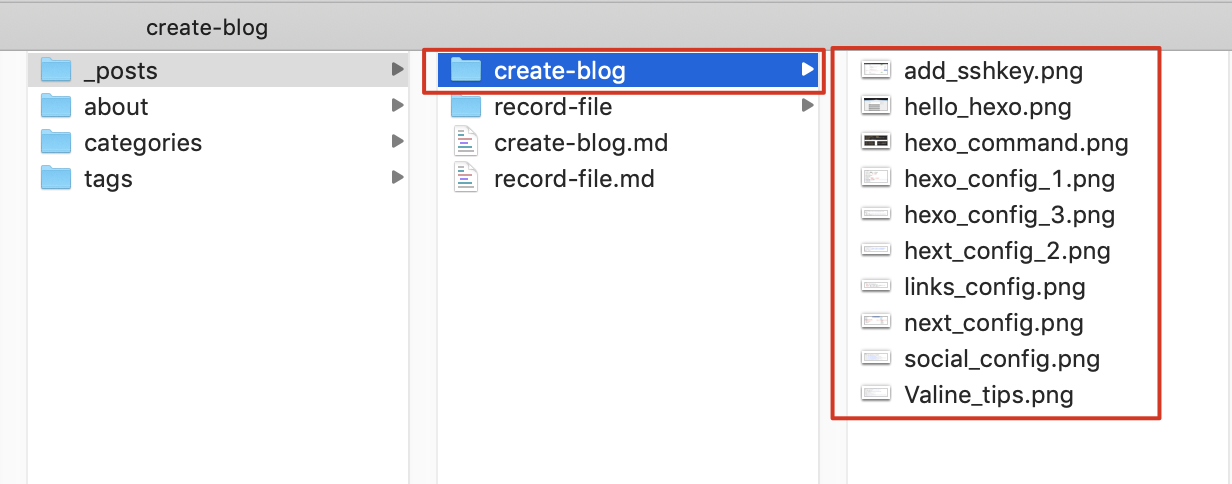 create-blog
_posts
about
categories
tags
create-blog
record-file
create-blog.md
record-file.md
add_sshkey.png
hello_hexo.png
hexo_command.png
hexo_config_1.png
hexo_config_3.png
hext_config_2.png
links_config.png
next_config.png
social_config.png
Valine_tips.png